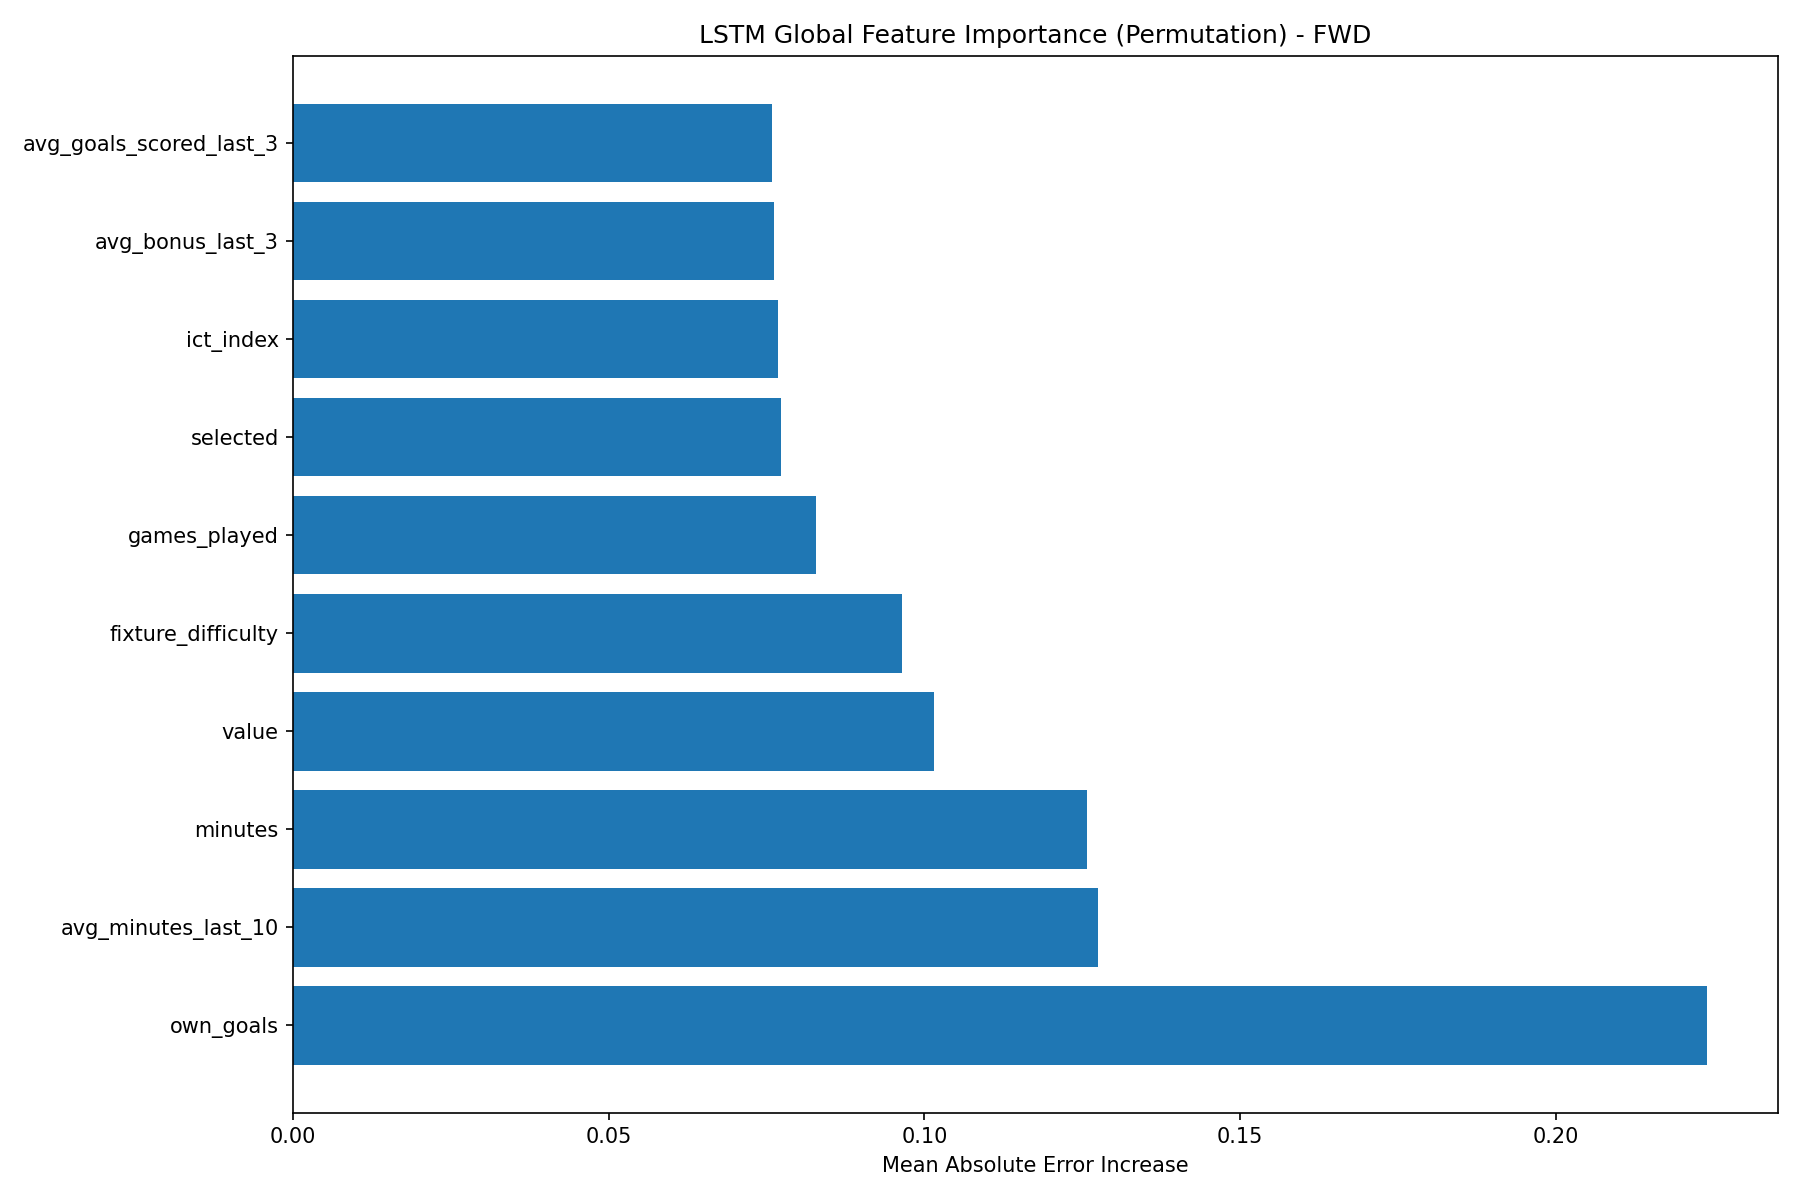 LSTM Global Feature Importance (Permutation) - FWD
avg_goals_scored_last_3
avg_bonus_last_3
ict_index
selected
games_played
fixture_difficulty
value
minutes
avg_minutes_last_10
own_goals
0.00 0.05 0.10 0.15 0.20
Mean Absolute Error Increase